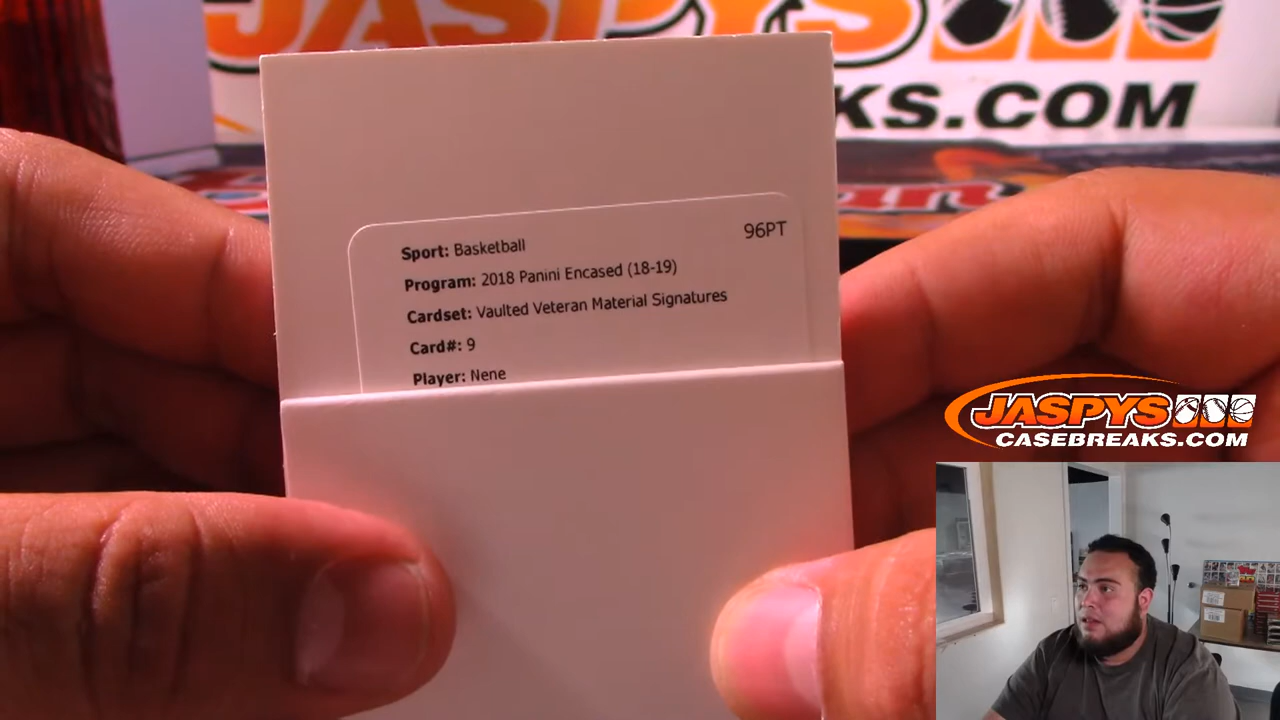 JASPYS
KS.COM
Sport: Basketball
96PT
Program: 2018 Panini Encased (18-19)
Cardset: Vaulted Veteran Material Signatures
Card#: 9
Player: Nene
JASPYS
CASEBREAKS.COM